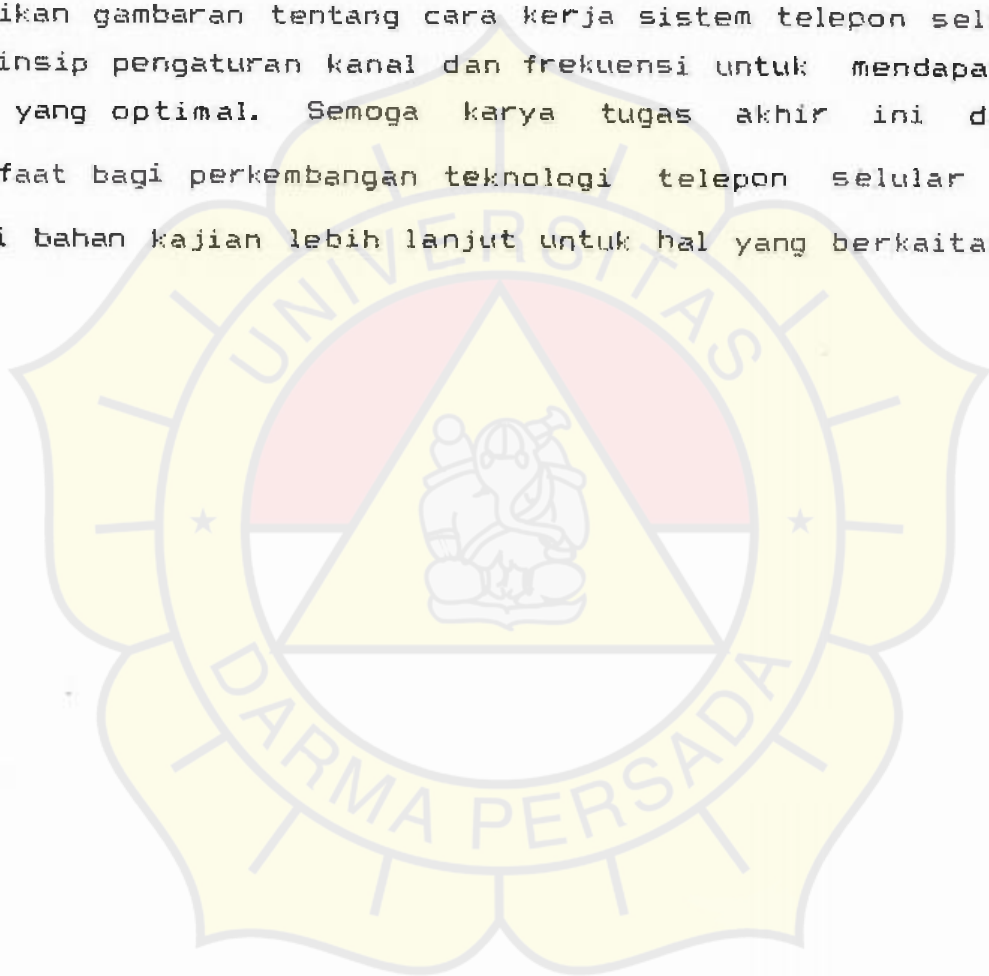 ikan gambaran tentang cara kerja sistem telepon sel
insip pengaturan kanal dan frekuensi untuk mendapa
yang optimal. Semoga karya tugas akhir ini d
faat bagi perkembangan teknologi telepon selular
i bahan kajian lebih lanjut untuk hal yang berkaita
UNIVERSITAS
DARMA PERSADA